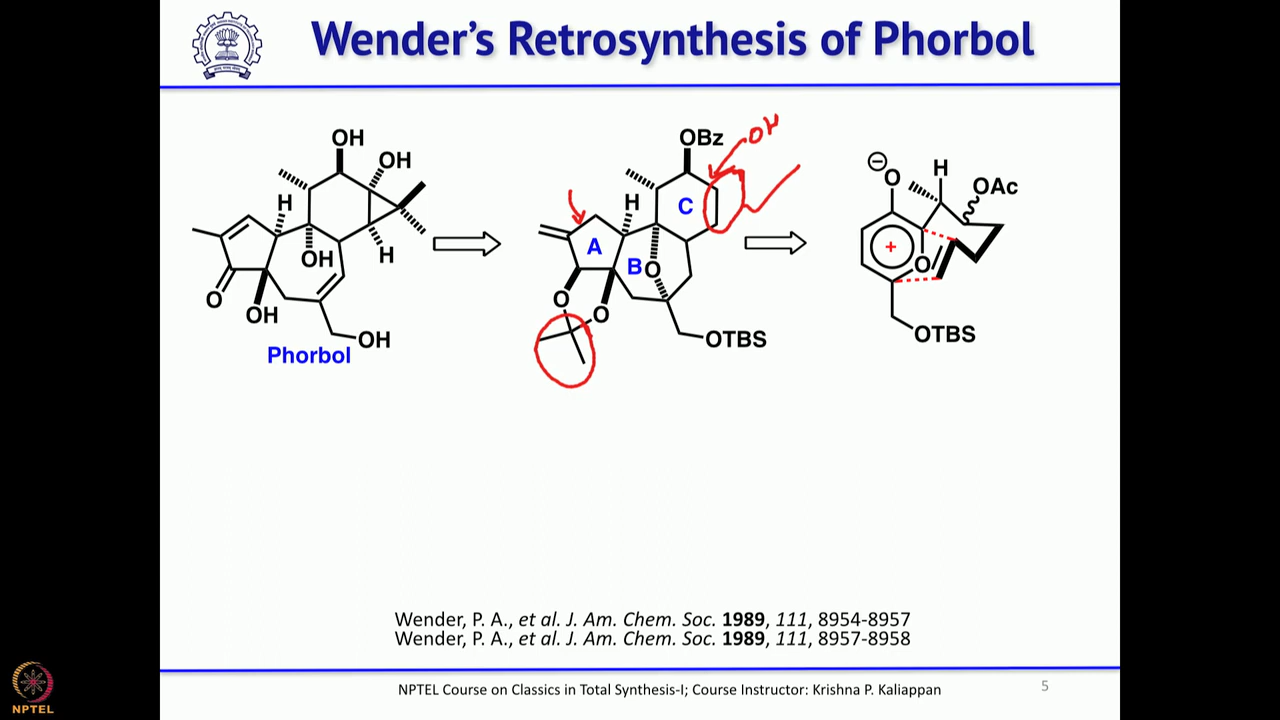 Wender's Retrosynthesis of Phorbol
OH
OH
H
OH
H
O
OH
OH
Phorbol
OBz
OH
H
C
A
B
O
O
O
OTBS
⊖
O
H
OAc
+
O
OTBS
Wender, P. A., et al. J. Am. Chem. Soc. 1989, 111, 8954-8957
Wender, P. A., et al. J. Am. Chem. Soc. 1989, 111, 8957-8958
NPTEL
NPTEL Course on Classics in Total Synthesis-I; Course Instructor: Krishna P. Kaliappan
5